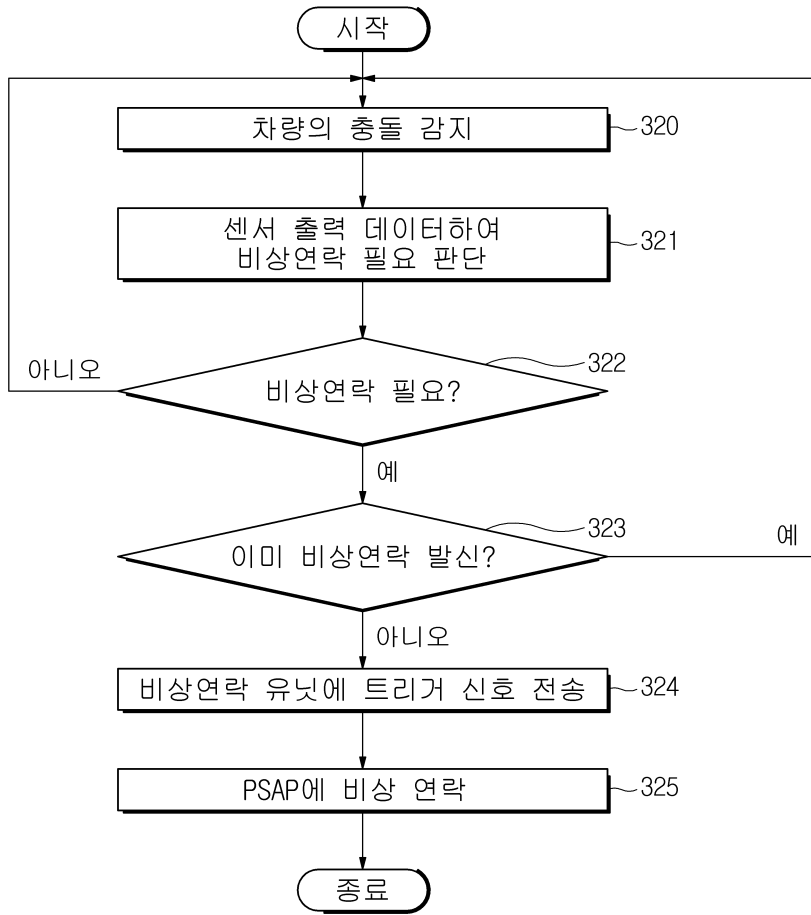 시작
차량의 충돌 감지
320
센서 출력 데이터하여
비상연락 필요 판단
321
322
아니오
비상연락 필요?
예
323
예
이미 비상연락 발신?
아니오
비상연락 유닛에 트리거 신호 전송
324
PSAP에 비상 연락
325
종료